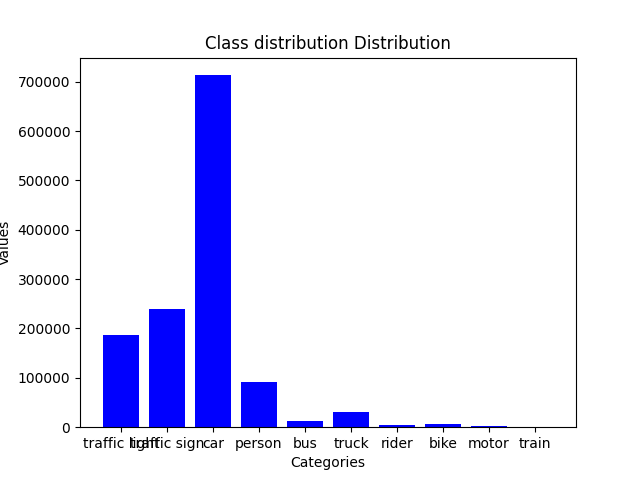 Class distribution Distribution
Values
700000
600000
500000
400000
300000
200000
100000
0
traffic light traffic sign car person bus truck rider bike motor train
Categories